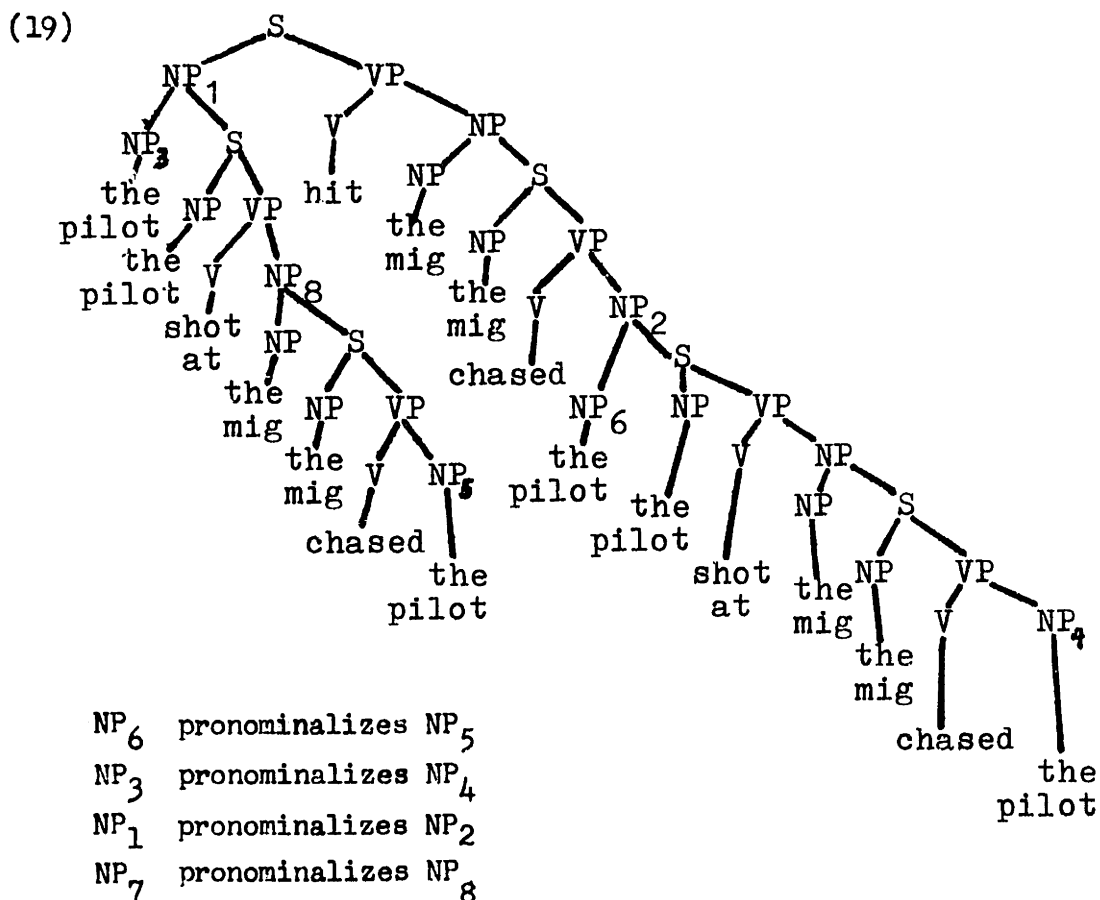 (19)
S
NP1 VP
V NP
NP3 S
the pilot
hit
NP S
NP VP
the mig
the pilot
NP VP
V NP8
the mig
shot at
V NP2
NP S
chased
S
the mig
NP6 NP VP
NP VP
the pilot
V NP
the mig
V NP5
the pilot
NP S
chased
shot at
the mig
NP VP
the pilot
V NP4
the mig
chased
the pilot
NP6 pronominalizes NP5
NP3 pronominalizes NP4
NP1 pronominalizes NP2
NP7 pronominalizes NP8